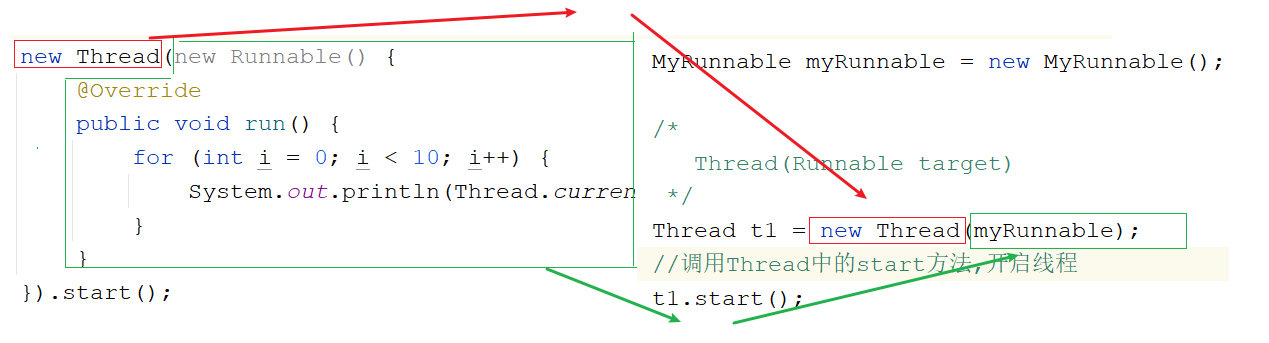 new Thread(new Runnable() {
@Override
public void run() {
for (int i = 0; i < 10; i++) {
System.out.println(Thread.curren
}
}
}).start();
MyRunnable myRunnable = new MyRunnable();
/*
Thread(Runnable target)
*/
Thread t1 = new Thread(myRunnable);
//调用Thread中的start方法,开启线程
t1.start();